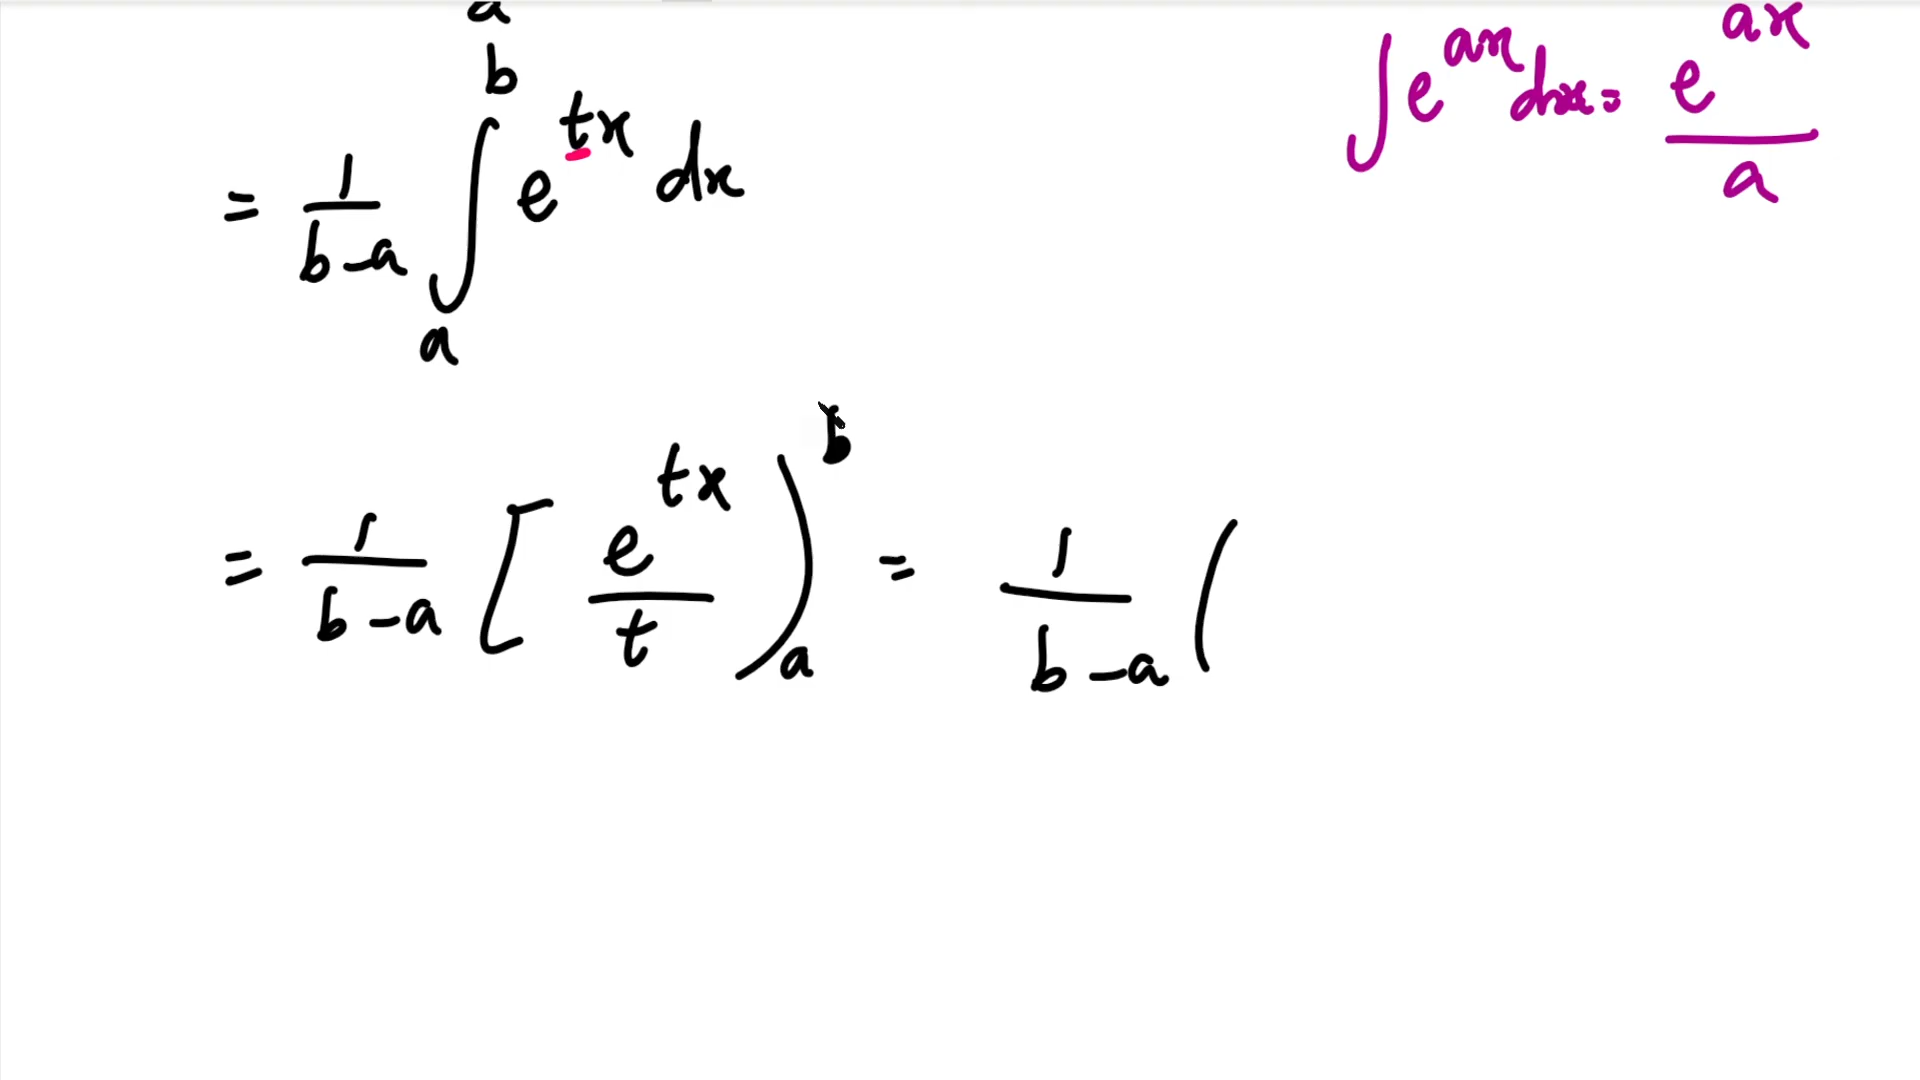 a
= 1/(b-a) ∫_a^b e^{tx} dx
∫ e^{ax} dx = e^{ax}/a
= 1/(b-a) [ e^{tx}/t )_a^b = 1/(b-a) (